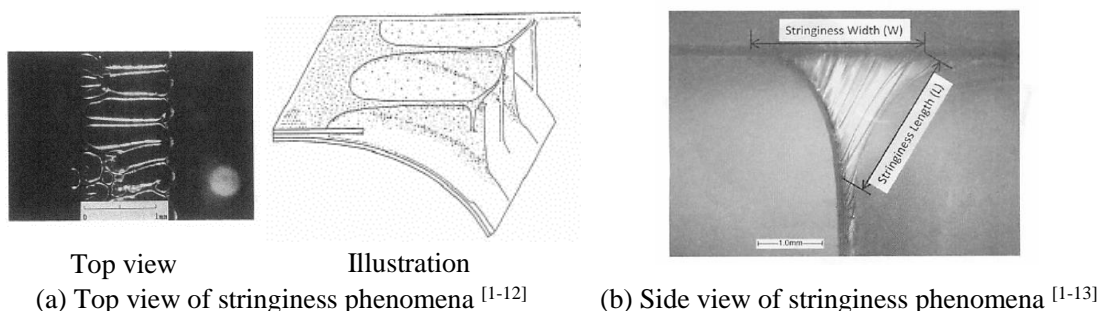 0 1mm
Top view
Illustration
(a) Top view of stringiness phenomena [1-12]
Stringiness Width (W)
Stringiness Length (L)
1.0mm
(b) Side view of stringiness phenomena [1-13]